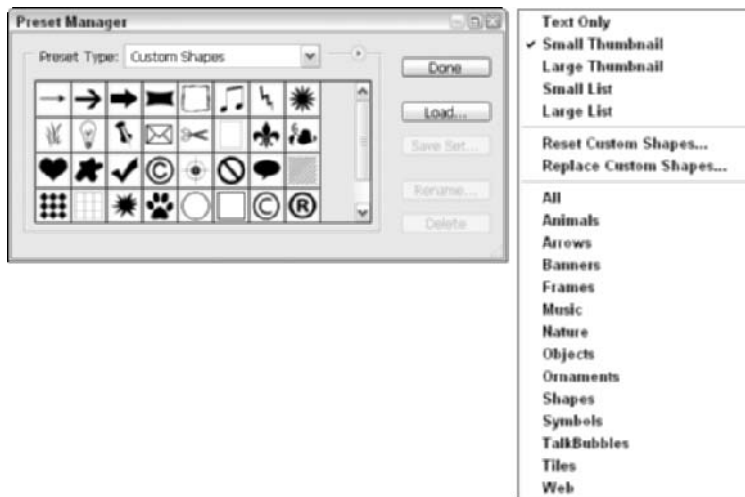 Preset Manager
Preset Type: Custom Shapes
Done
Load...
Save Set...
Rename...
Delete
©
© ®
Text Only
✓ Small Thumbnail
Large Thumbnail
Small List
Large List
Reset Custom Shapes...
Replace Custom Shapes...
All
Animals
Arrows
Banners
Frames
Music
Nature
Objects
Ornaments
Shapes
Symbols
TalkBubbles
Tiles
Web